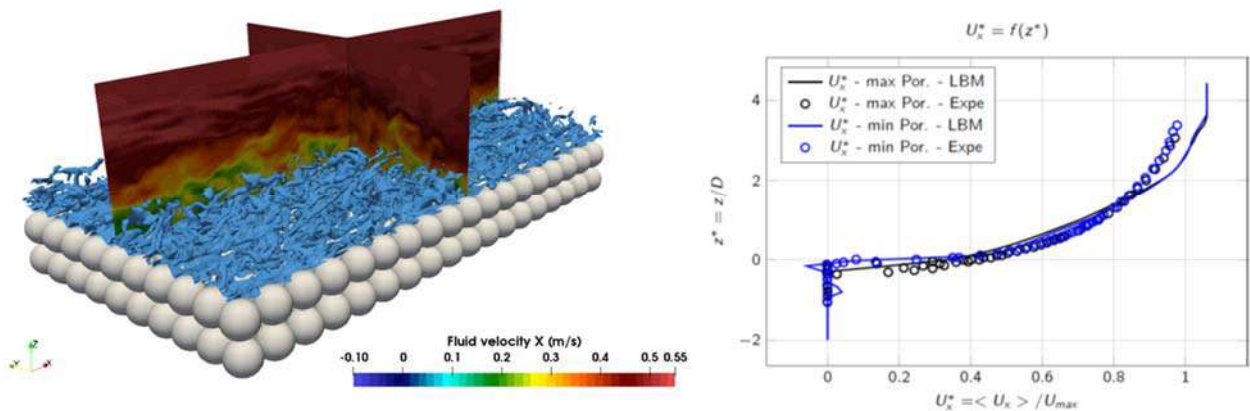 Z
Y
X
Fluid velocity X (m/s)
-0.10 0 0.1 0.2 0.3 0.4 0.5 0.55
U*x = f(z*)
U*x - max Por. - LBM
U*x - max Por. - Expe
U*x - min Por. - LBM
U*x - min Por. - Expe
z* = z/D
4
2
0
−2
0 0.2 0.4 0.6 0.8 1
U*x =< Ux > /Umax